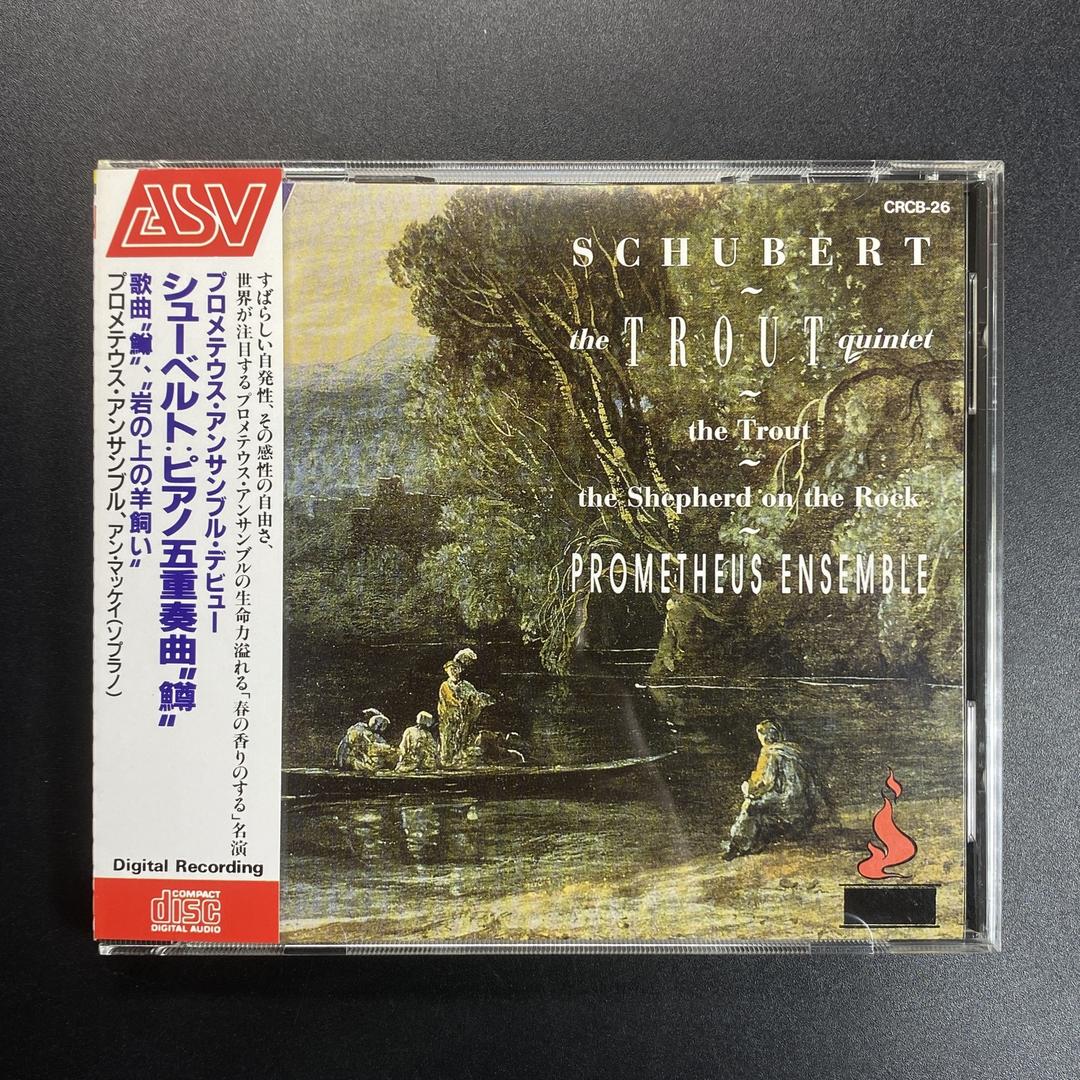 ASV
すばらしい自発性、その感性の自由さ、
世界が注目するプロメテウス・アンサンブルの生命力溢れる「春の香りのする」名演
プロメテウス・アンサンブル・デビュー
シューベルト:ピアノ五重奏曲“鱒”
歌曲“鱒”、“岩の上の羊飼い”
プロメテウス・アンサンブル、アン・マッケイ(ソプラノ)
Digital Recording
COMPACT
disc
DIGITAL AUDIO
CRCB-26
SCHUBERT
~
the TROUT quintet
~
the Trout
~
the Shepherd on the Rock
~
PROMETHEUS ENSEMBLE